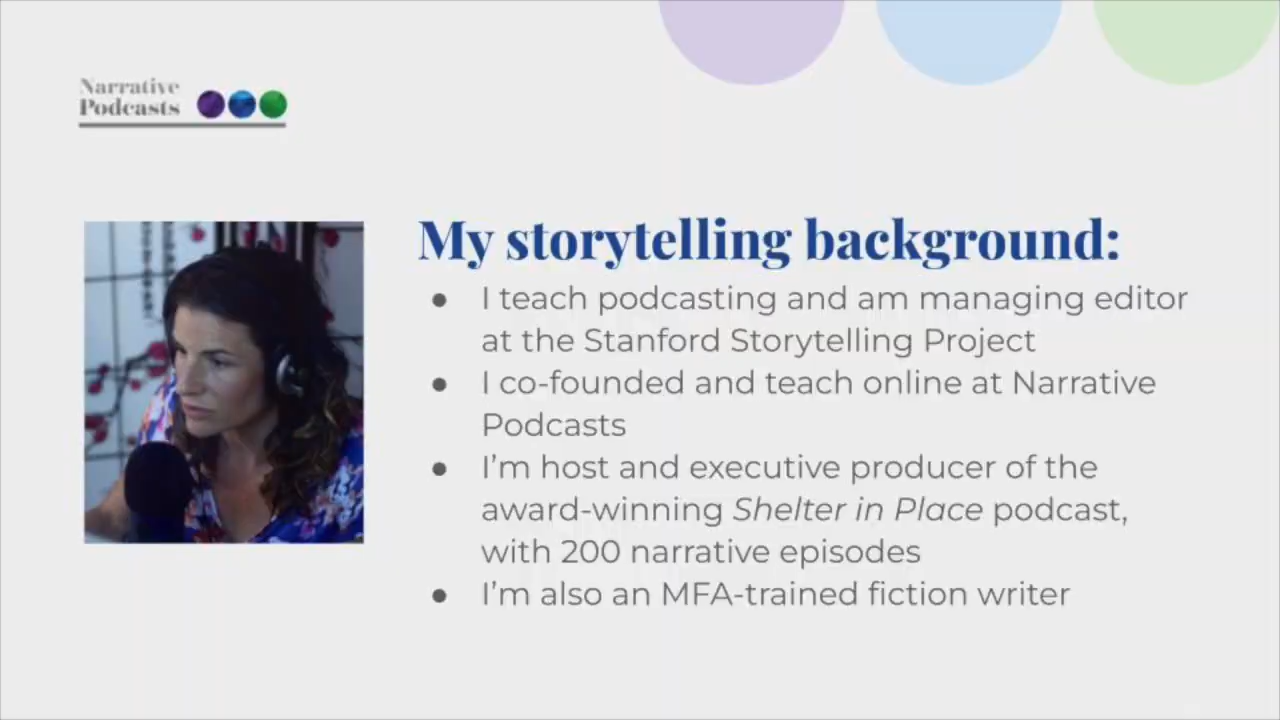 Narrative
Podcasts
My storytelling background:
● I teach podcasting and am managing editor
at the Stanford Storytelling Project
● I co-founded and teach online at Narrative
Podcasts
● I’m host and executive producer of the
award-winning Shelter in Place podcast,
with 200 narrative episodes
● I’m also an MFA-trained fiction writer